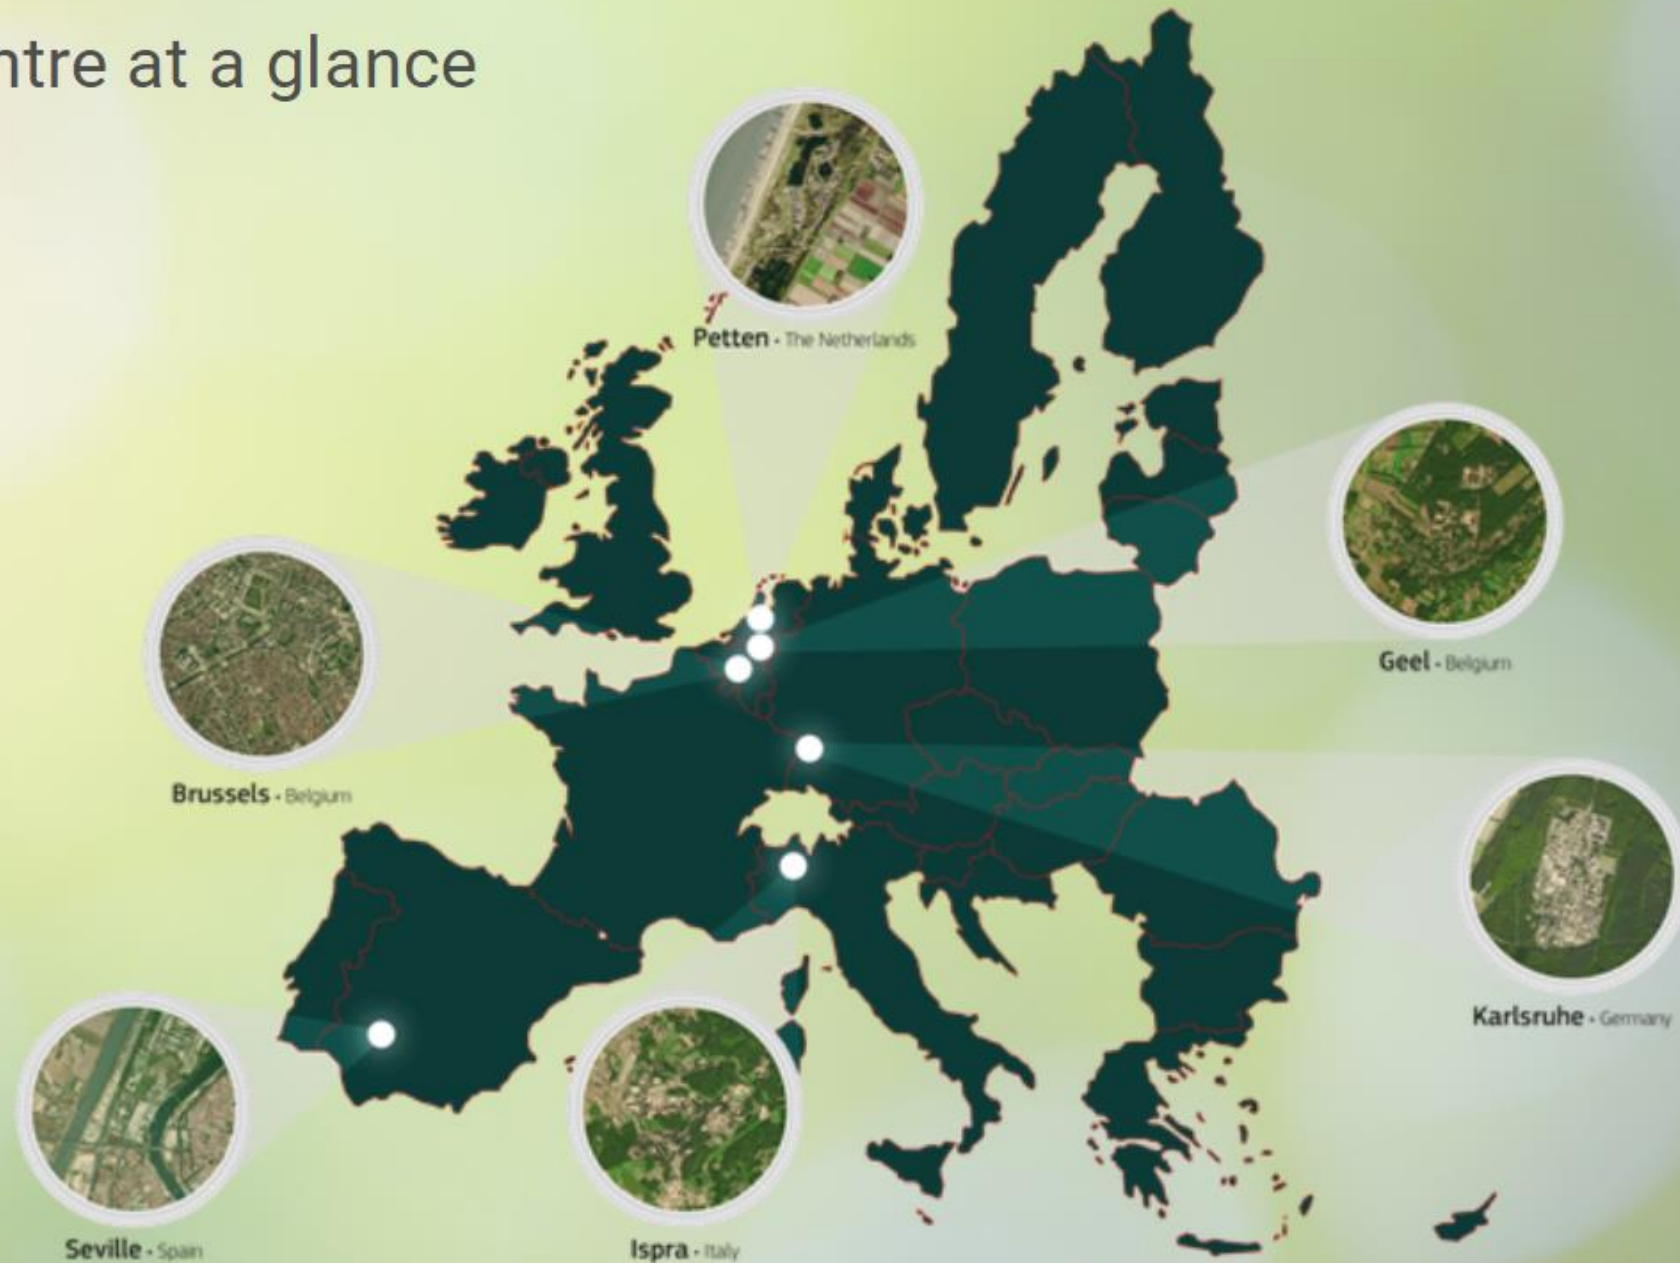 ntre at a glance
Petten · The Netherlands
Geel · Belgium
Brussels · Belgium
Karlsruhe · Germany
Seville · Spain
Ispra · Italy